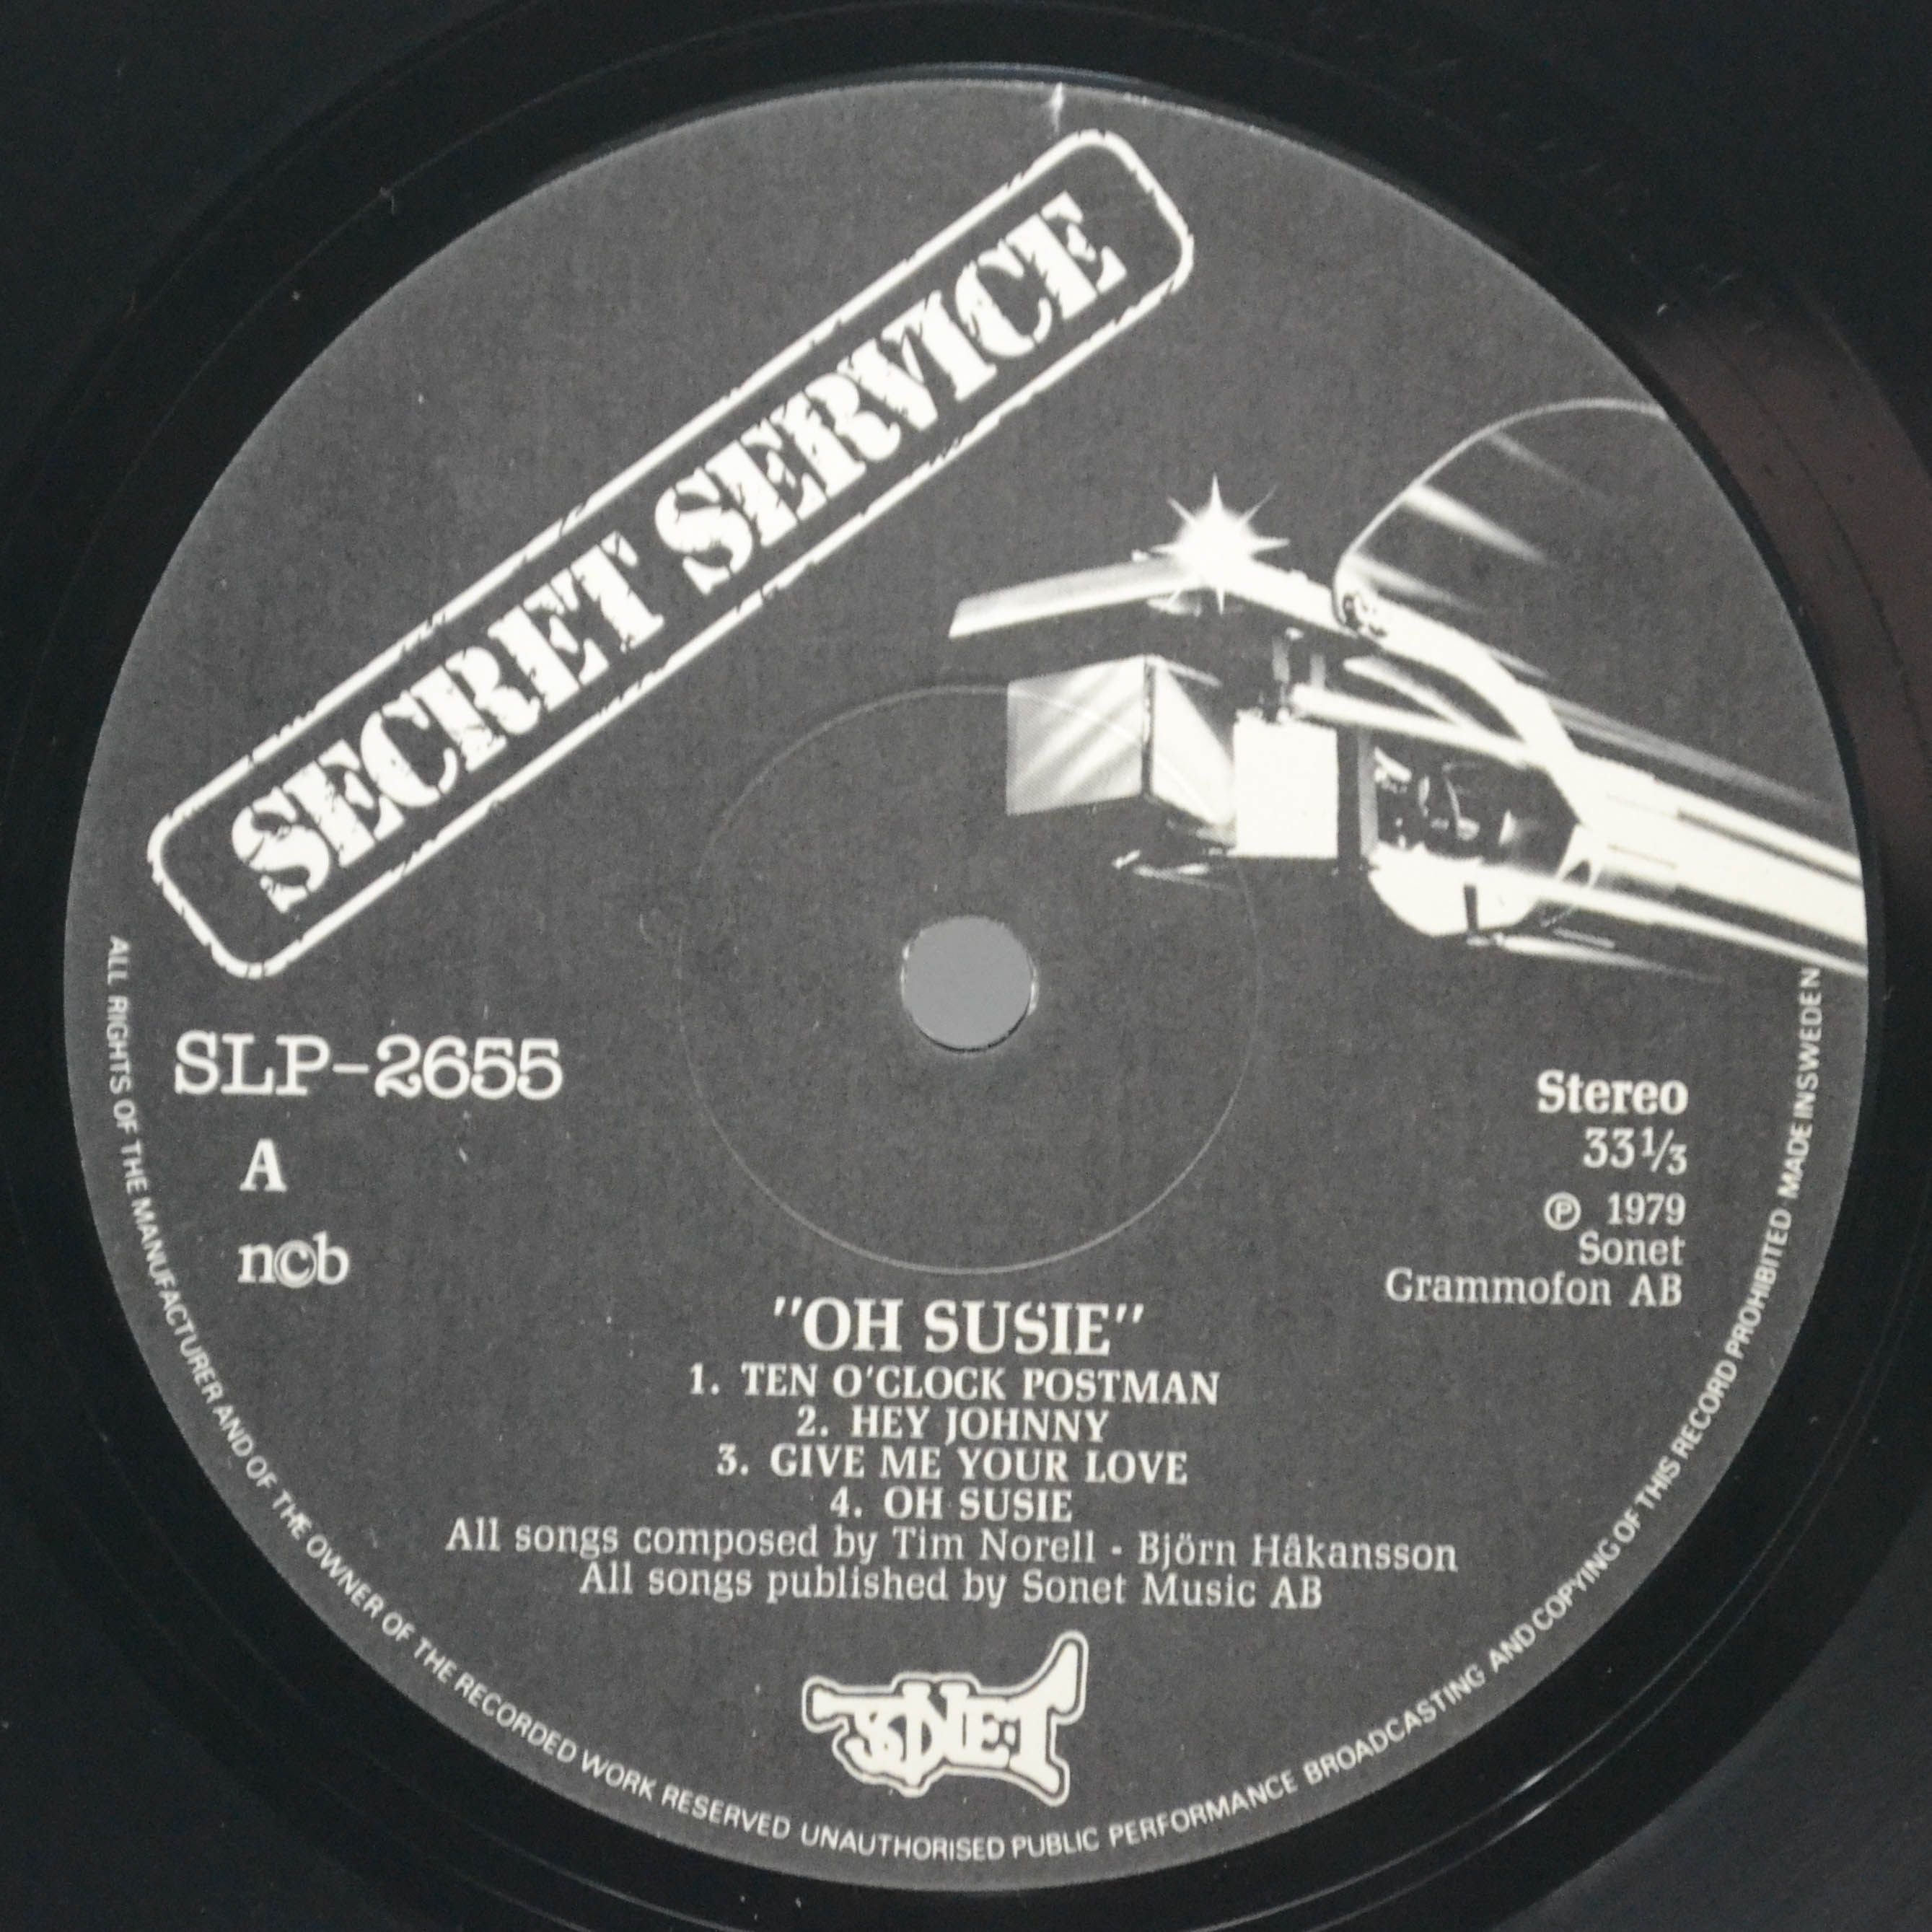 SECRET SERVICE
SLP-2655
A
n©b
Stereo
33⅓
℗ 1979
Sonet
Grammofon AB
"OH SUSIE"
1. TEN O'CLOCK POSTMAN
2. HEY JOHNNY
3. GIVE ME YOUR LOVE
4. OH SUSIE
All songs composed by Tim Norell - Björn Håkansson
All songs published by Sonet Music AB
SONET
ALL RIGHTS OF THE MANUFACTURER AND OF THE OWNER OF THE RECORDED WORK RESERVED UNAUTHORISED PUBLIC PERFORMANCE BROADCASTING AND COPYING OF THIS RECORD PROHIBITED MADE IN SWEDEN